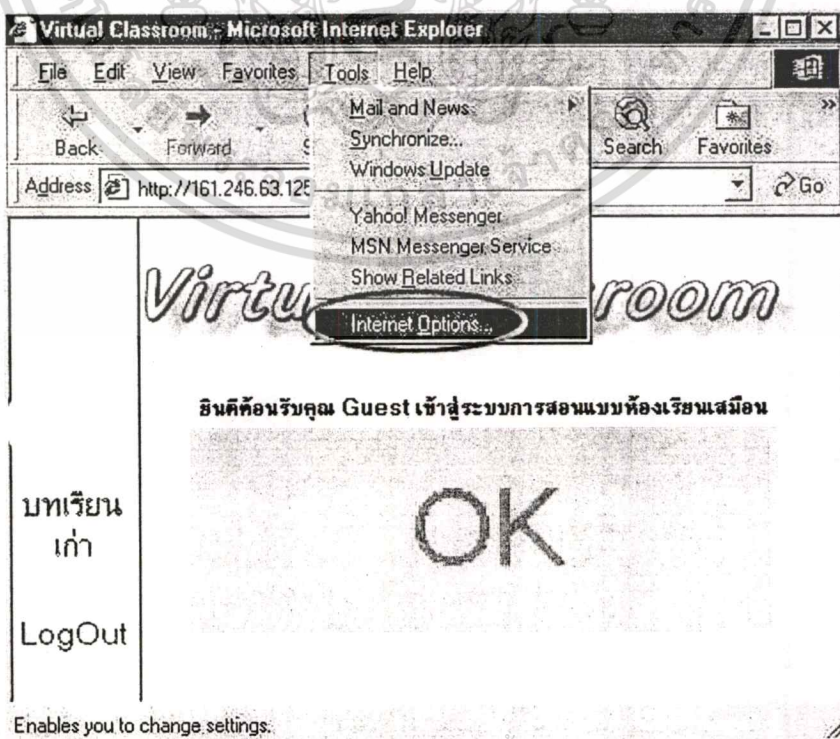 Virtual Classroom - Microsoft Internet Explorer
File Edit View Favorites Tools Help
Back Forward Search Favorites »
Mail and News
Synchronize...
Windows Update
Yahoo! Messenger
MSN Messenger Service
Show Related Links
Internet Options...
Address http://161.246.63.125 Go
Virtu room
ยินดีต้อนรับคุณ Guest เข้าสู่ระบบการสอนแบบห้องเรียนเสมือน
OK
บทเรียน
เก่า
LogOut
Enables you to change settings.